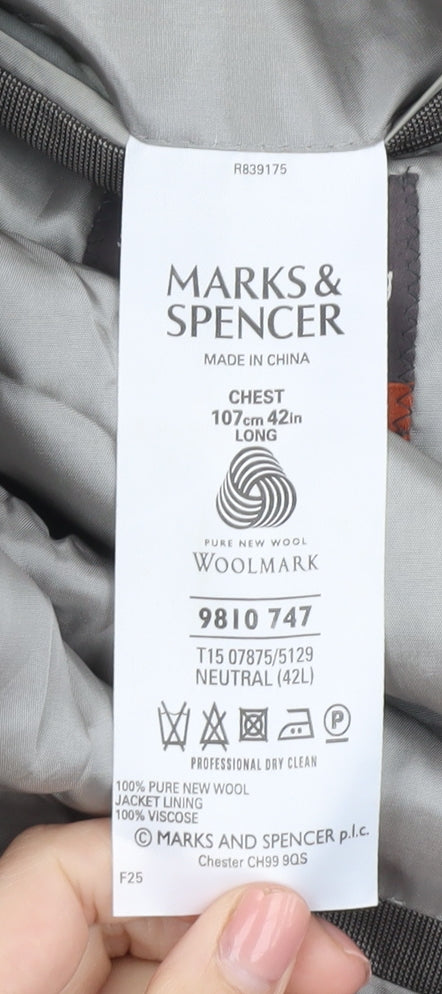 R839175
MARKS &
SPENCER
MADE IN CHINA
CHEST
107cm 42in
LONG
PURE NEW WOOL
WOOLMARK
9810 747
T15 07875/5129
NEUTRAL (42L)
P
PROFESSIONAL DRY CLEAN
100% PURE NEW WOOL
JACKET LINING
100% VISCOSE
© MARKS AND SPENCER p.l.c.
Chester CH99 9QS
F25